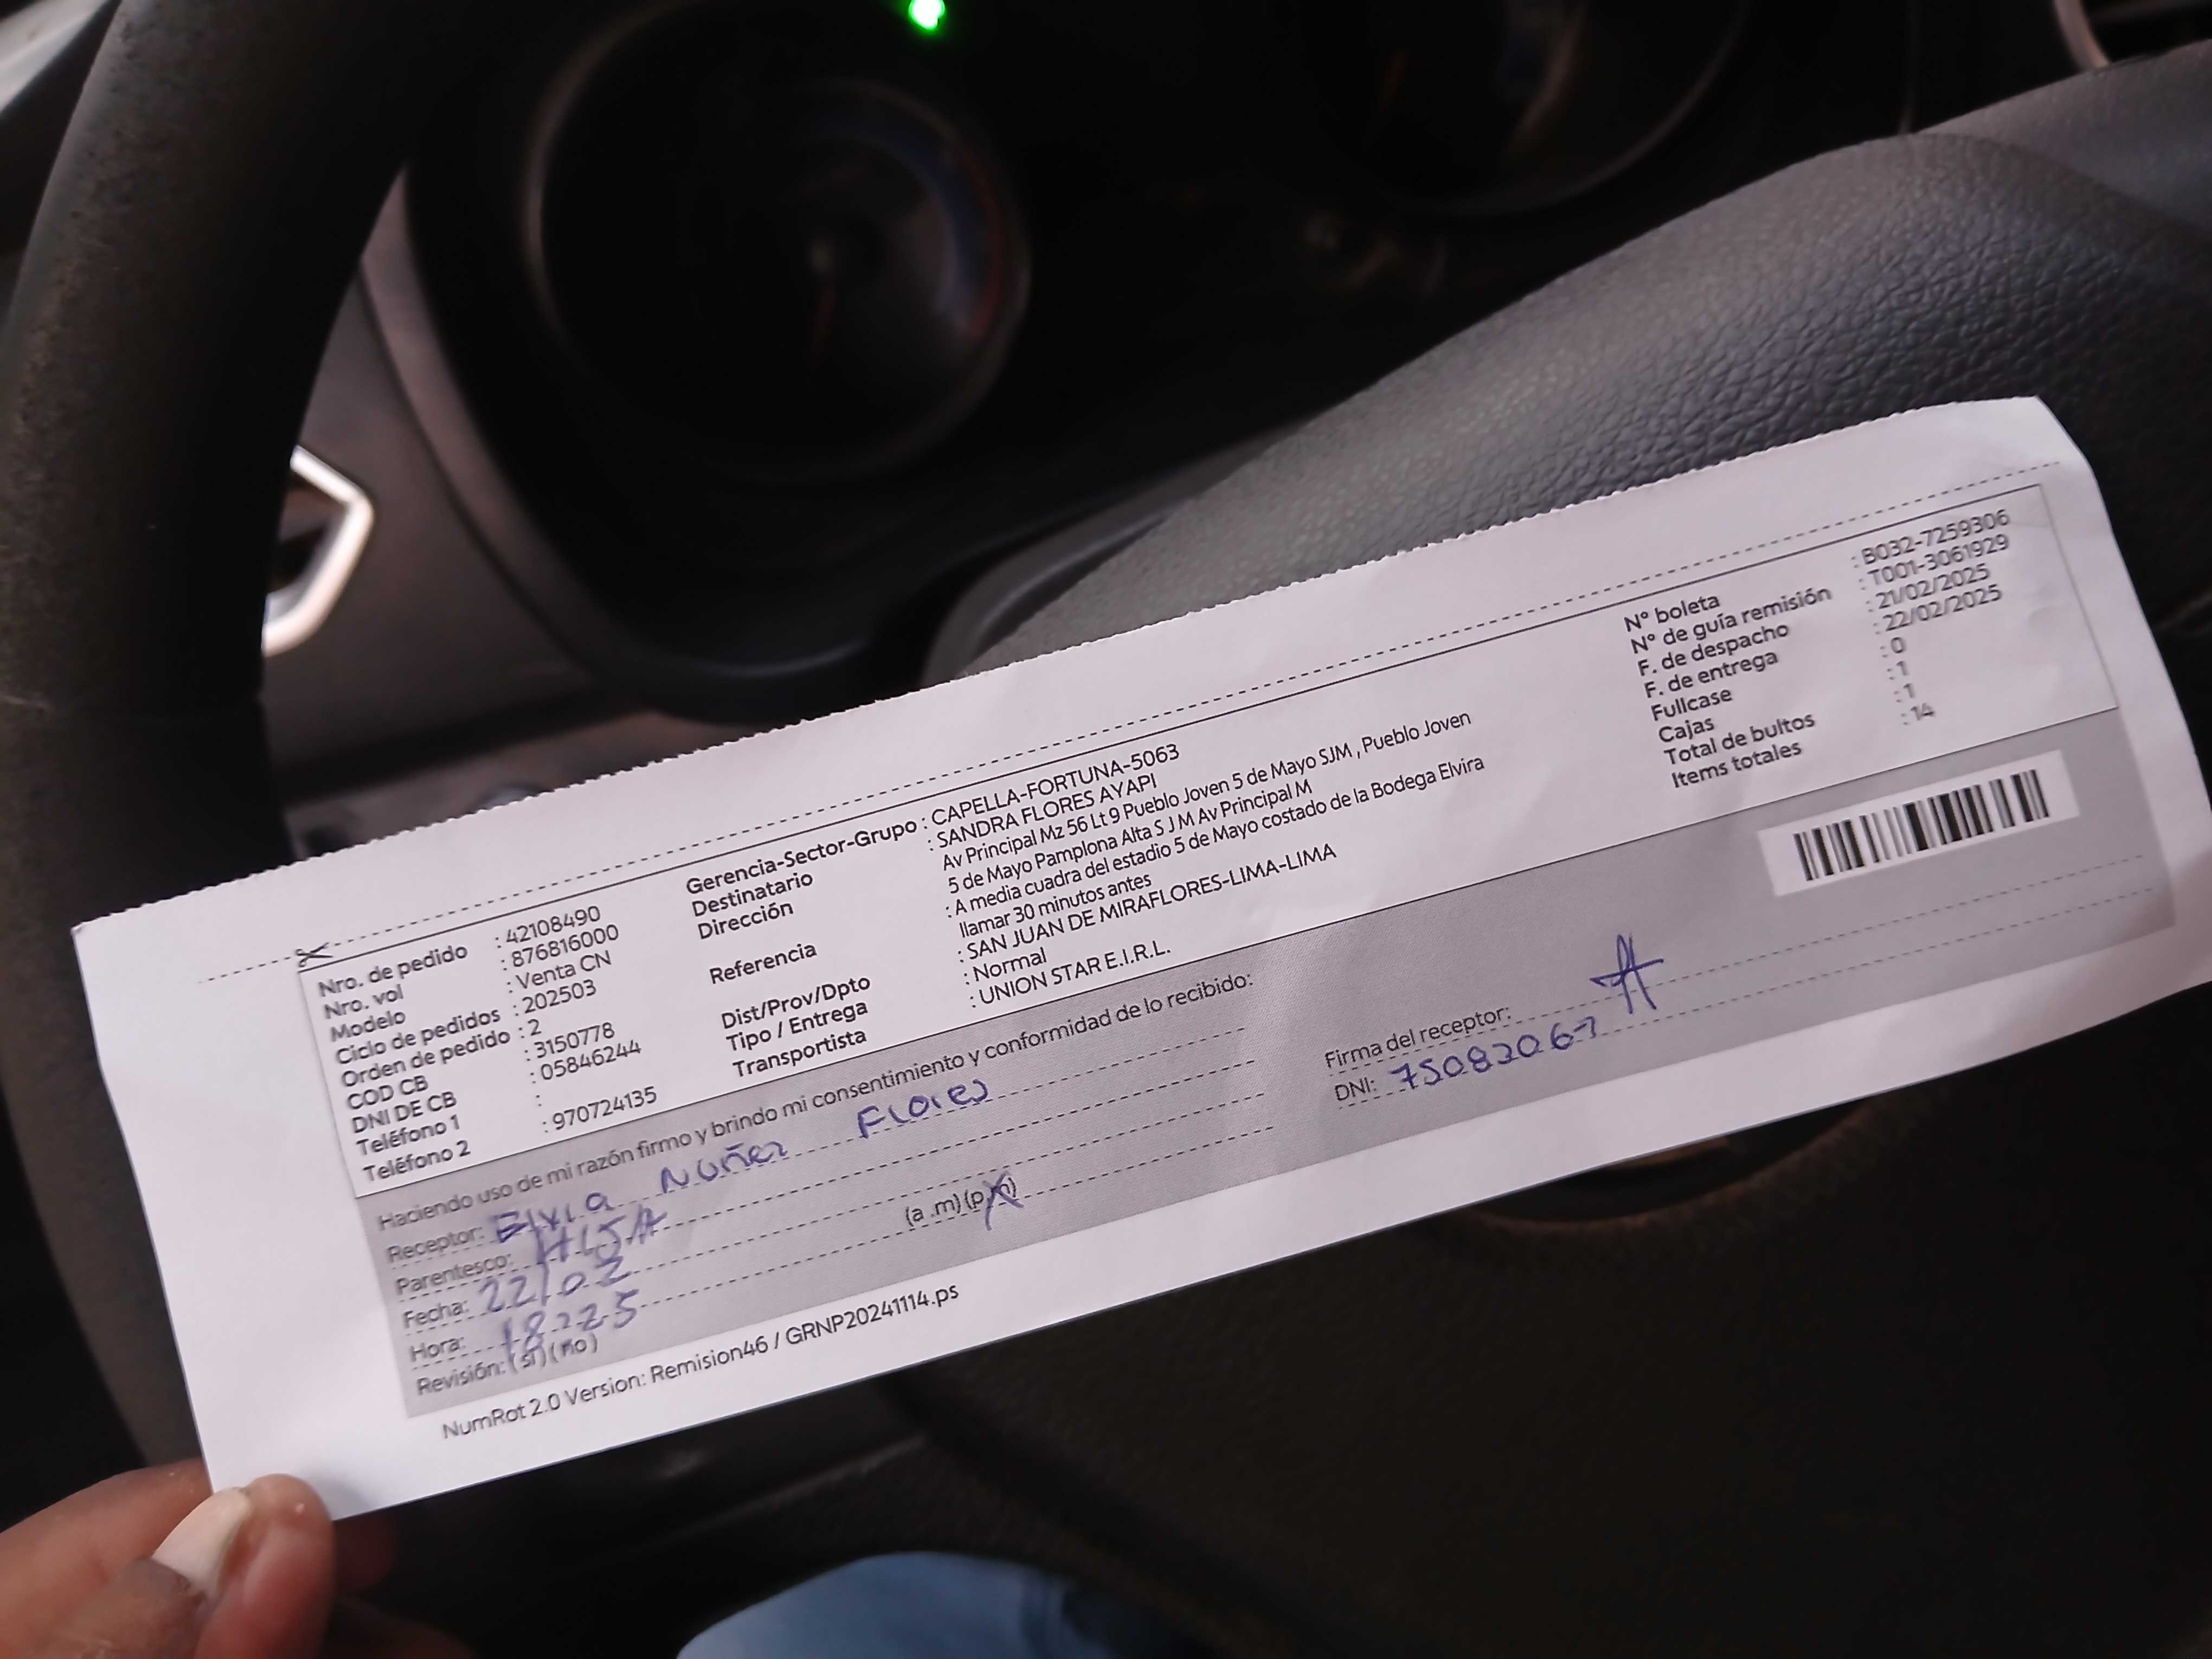 Nro. de pedido : 42108490
Nro. vol : 876816000
Modelo : Venta CN
Ciclo de pedidos : 202503
Orden de pedido : 2
COD CB : 3150778
DNI DE CB : 05846244
Teléfono 1 :
Teléfono 2 : 970724135
Gerencia-Sector-Grupo : CAPELLA-FORTUNA-5063
Destinatario : SANDRA FLORES AYAPI
Dirección Av Principal Mz 56 Lt 9 Pueblo Joven 5 de Mayo SJM , Pueblo Joven
5 de Mayo Pamplona Alta S J M Av Principal M
Referencia : A media cuadra del estadio 5 de Mayo costado de la Bodega Elvira
llamar 30 minutos antes
Dist/Prov/Dpto : SAN JUAN DE MIRAFLORES-LIMA-LIMA
Tipo / Entrega : Normal
Transportista : UNION STAR E.I.R.L.
N° boleta : B032-7259306
N° de guía remisión : T001-3061929
F. de despacho : 21/02/2025
F. de entrega : 22/02/2025
Fullcase : 0
Cajas : 1
Total de bultos : 1
Items totales : 14
Haciendo uso de mi razón firmo y brindo mi consentimiento y conformidad de lo recibido:
Receptor: Nuñez Flores
Parentesco: HIJA
Fecha: 22/02
Hora: (a .m) (p.m)
Revisión: (si) (no)
Firma del receptor:
DNI: 75082067
NumRot 2.0 Version: Remision46 / GRNP20241114.ps